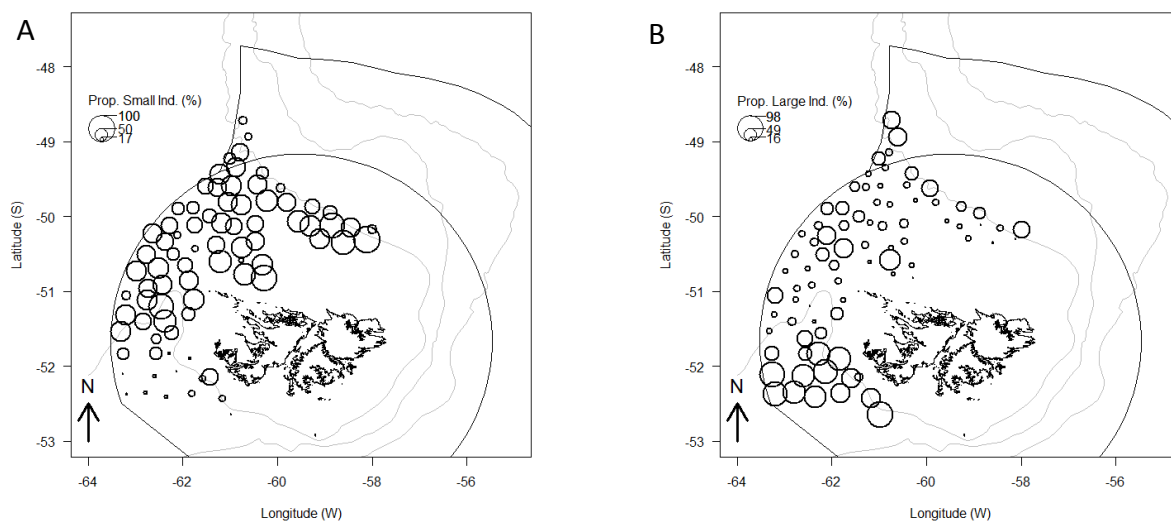 A
Prop. Small Ind. (%)
100
50
17
N
-48
-49
-50
-51
-52
-53
Latitude (S)
-64
-62
-60
-58
-56
Longitude (W)
B
Prop. Large Ind. (%)
98
49
16
N
-48
-49
-50
-51
-52
-53
Latitude (S)
-64
-62
-60
-58
-56
Longitude (W)